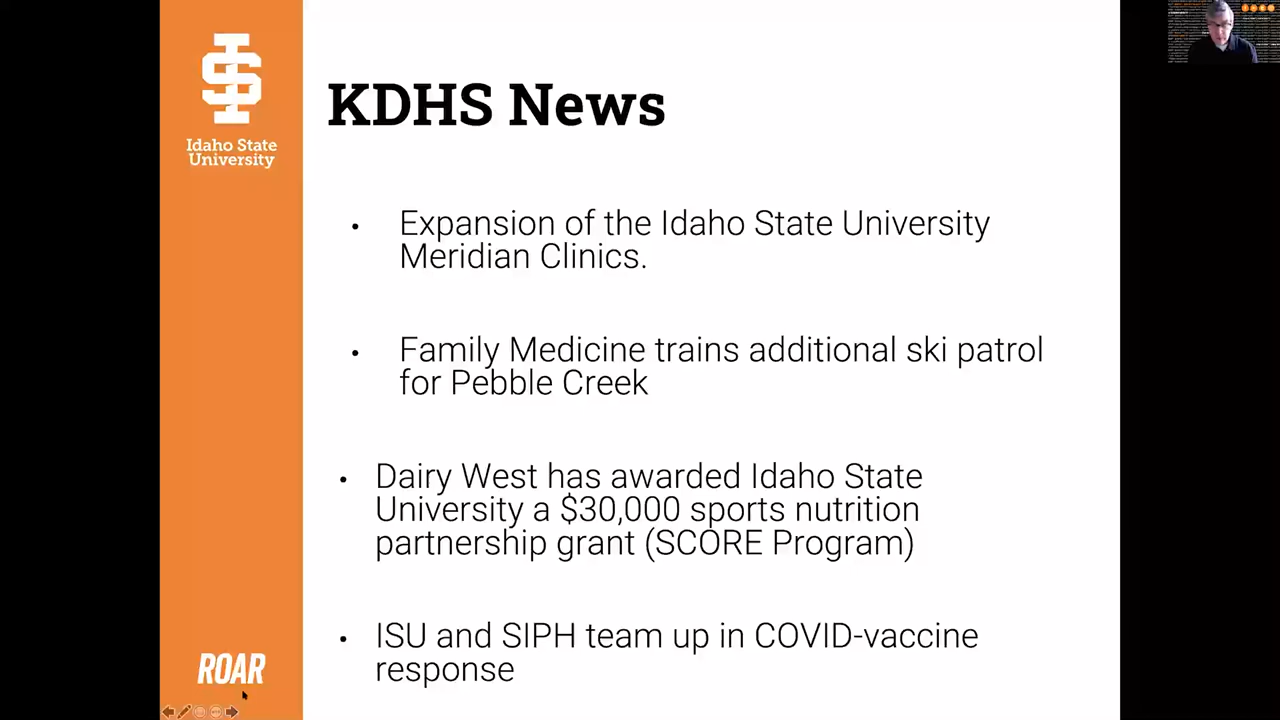 Idaho State
University
KDHS News
• Expansion of the Idaho State University
Meridian Clinics.
• Family Medicine trains additional ski patrol
for Pebble Creek
• Dairy West has awarded Idaho State
University a $30,000 sports nutrition
partnership grant (SCORE Program)
• ISU and SIPH team up in COVID-vaccine
response
ROAR